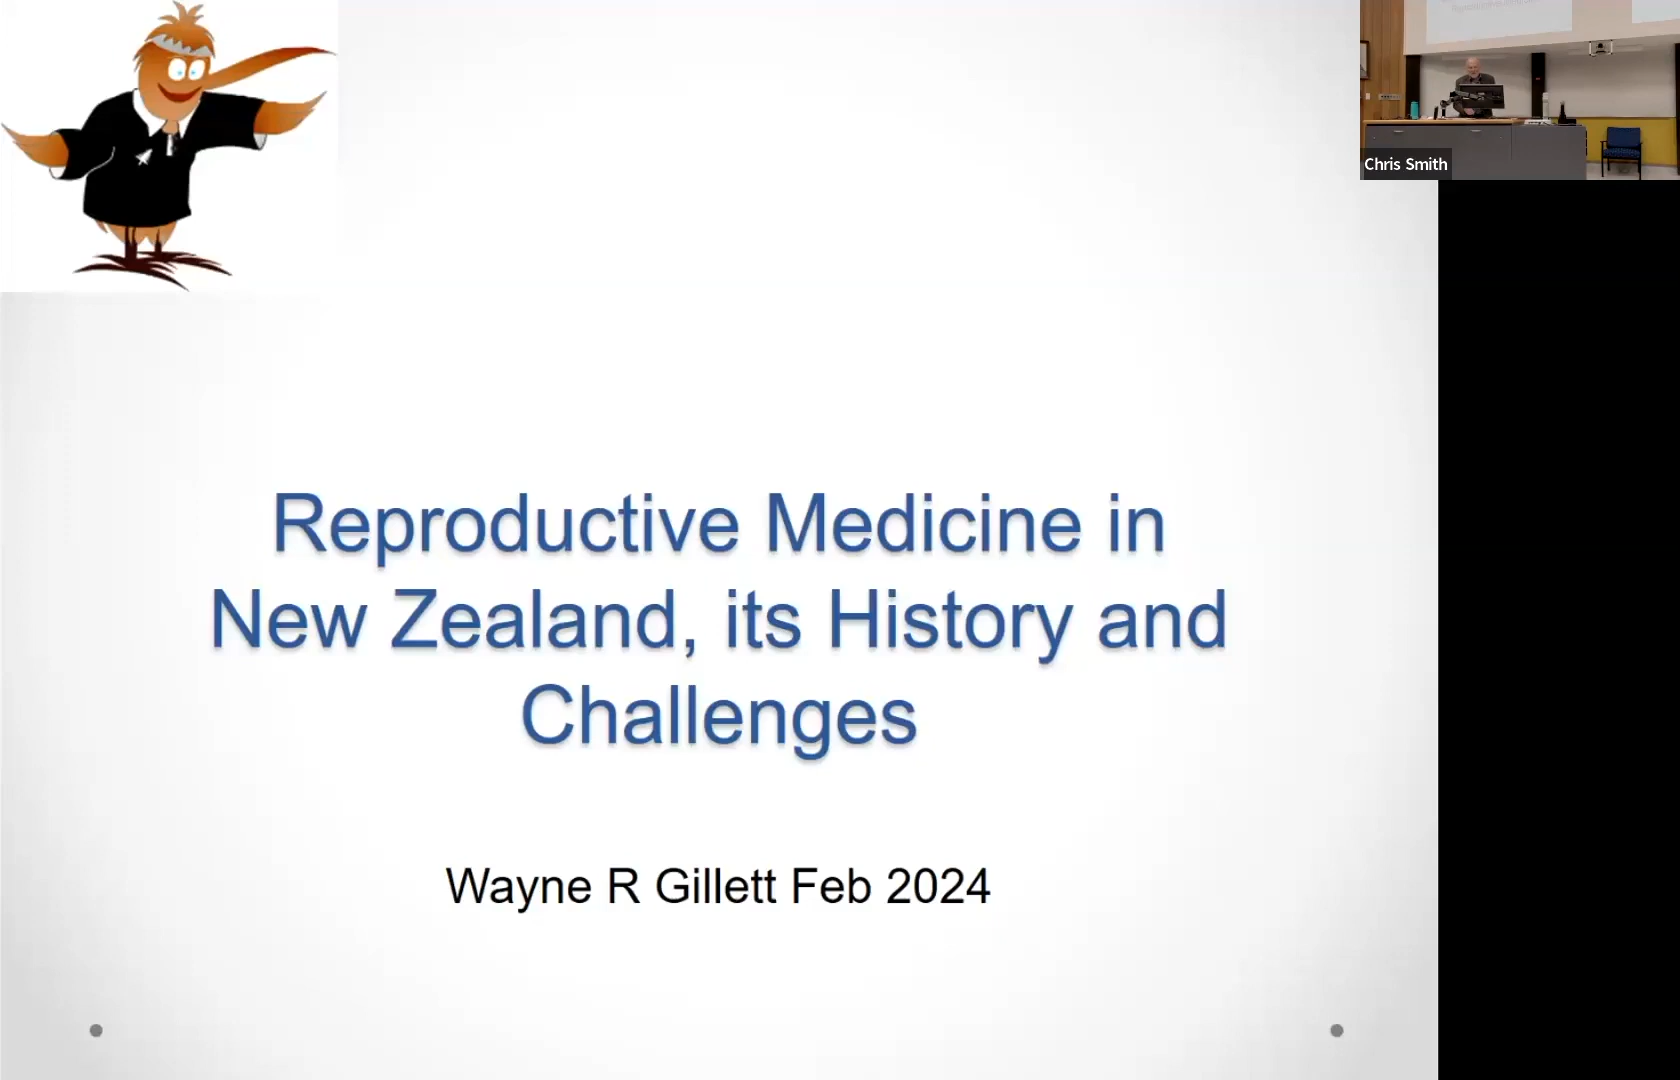 Reproductive Medicine in
New Zealand, its History and
Challenges
Wayne R Gillett Feb 2024
Chris Smith